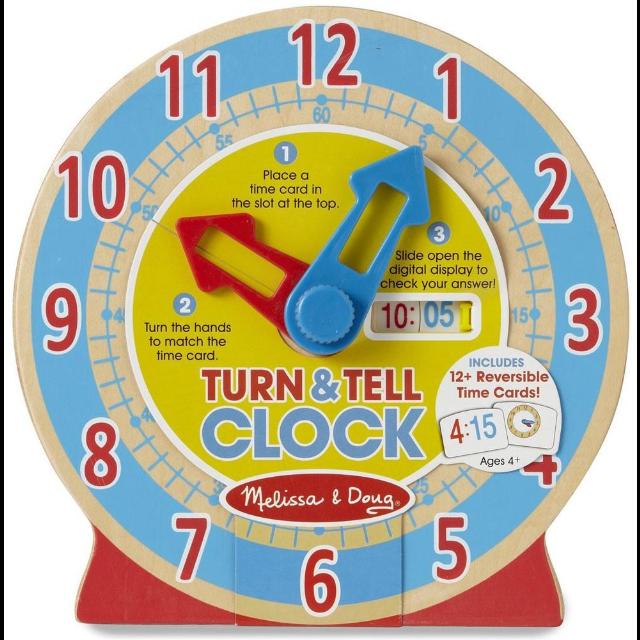 12
11
1
60
55
5
1
Place a
time card in
the slot at the top.
10
2
50
10
3
Slide open the
digital display to
check your answer!
2
Turn the hands
to match the
time card.
9
3
15
10:05
TURN & TELL
CLOCK
INCLUDES
12+ Reversible
Time Cards!
4:15
Ages 4+
8
4
Melissa & Doug®
7
5
6